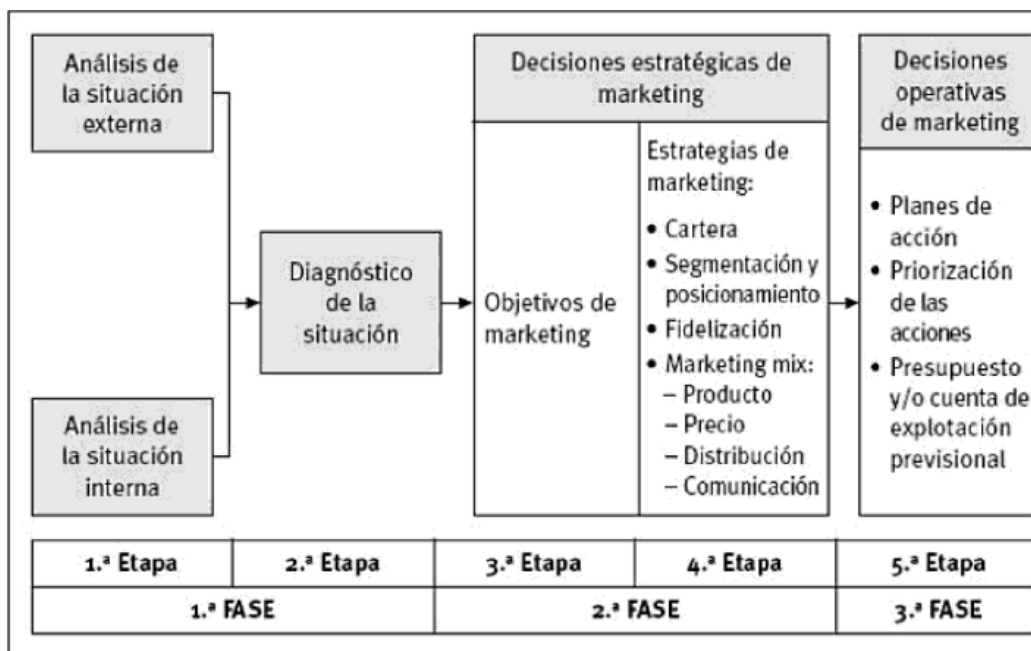 Análisis de
la situación
externa
Análisis de
la situación
interna
Diagnóstico
de la
situación
Decisiones estratégicas de
marketing
Objetivos de
marketing
Estrategias de
marketing:
• Cartera
• Segmentación y
posicionamiento
• Fidelización
• Marketing mix:
– Producto
– Precio
– Distribución
– Comunicación
Decisiones
operativas
de marketing
• Planes de
acción
• Priorización
de las
acciones
• Presupuesto
y/o cuenta de
explotación
previsional
1.ª Etapa 2.ª Etapa 3.ª Etapa 4.ª Etapa 5.ª Etapa
1.ª FASE 2.ª FASE 3.ª FASE